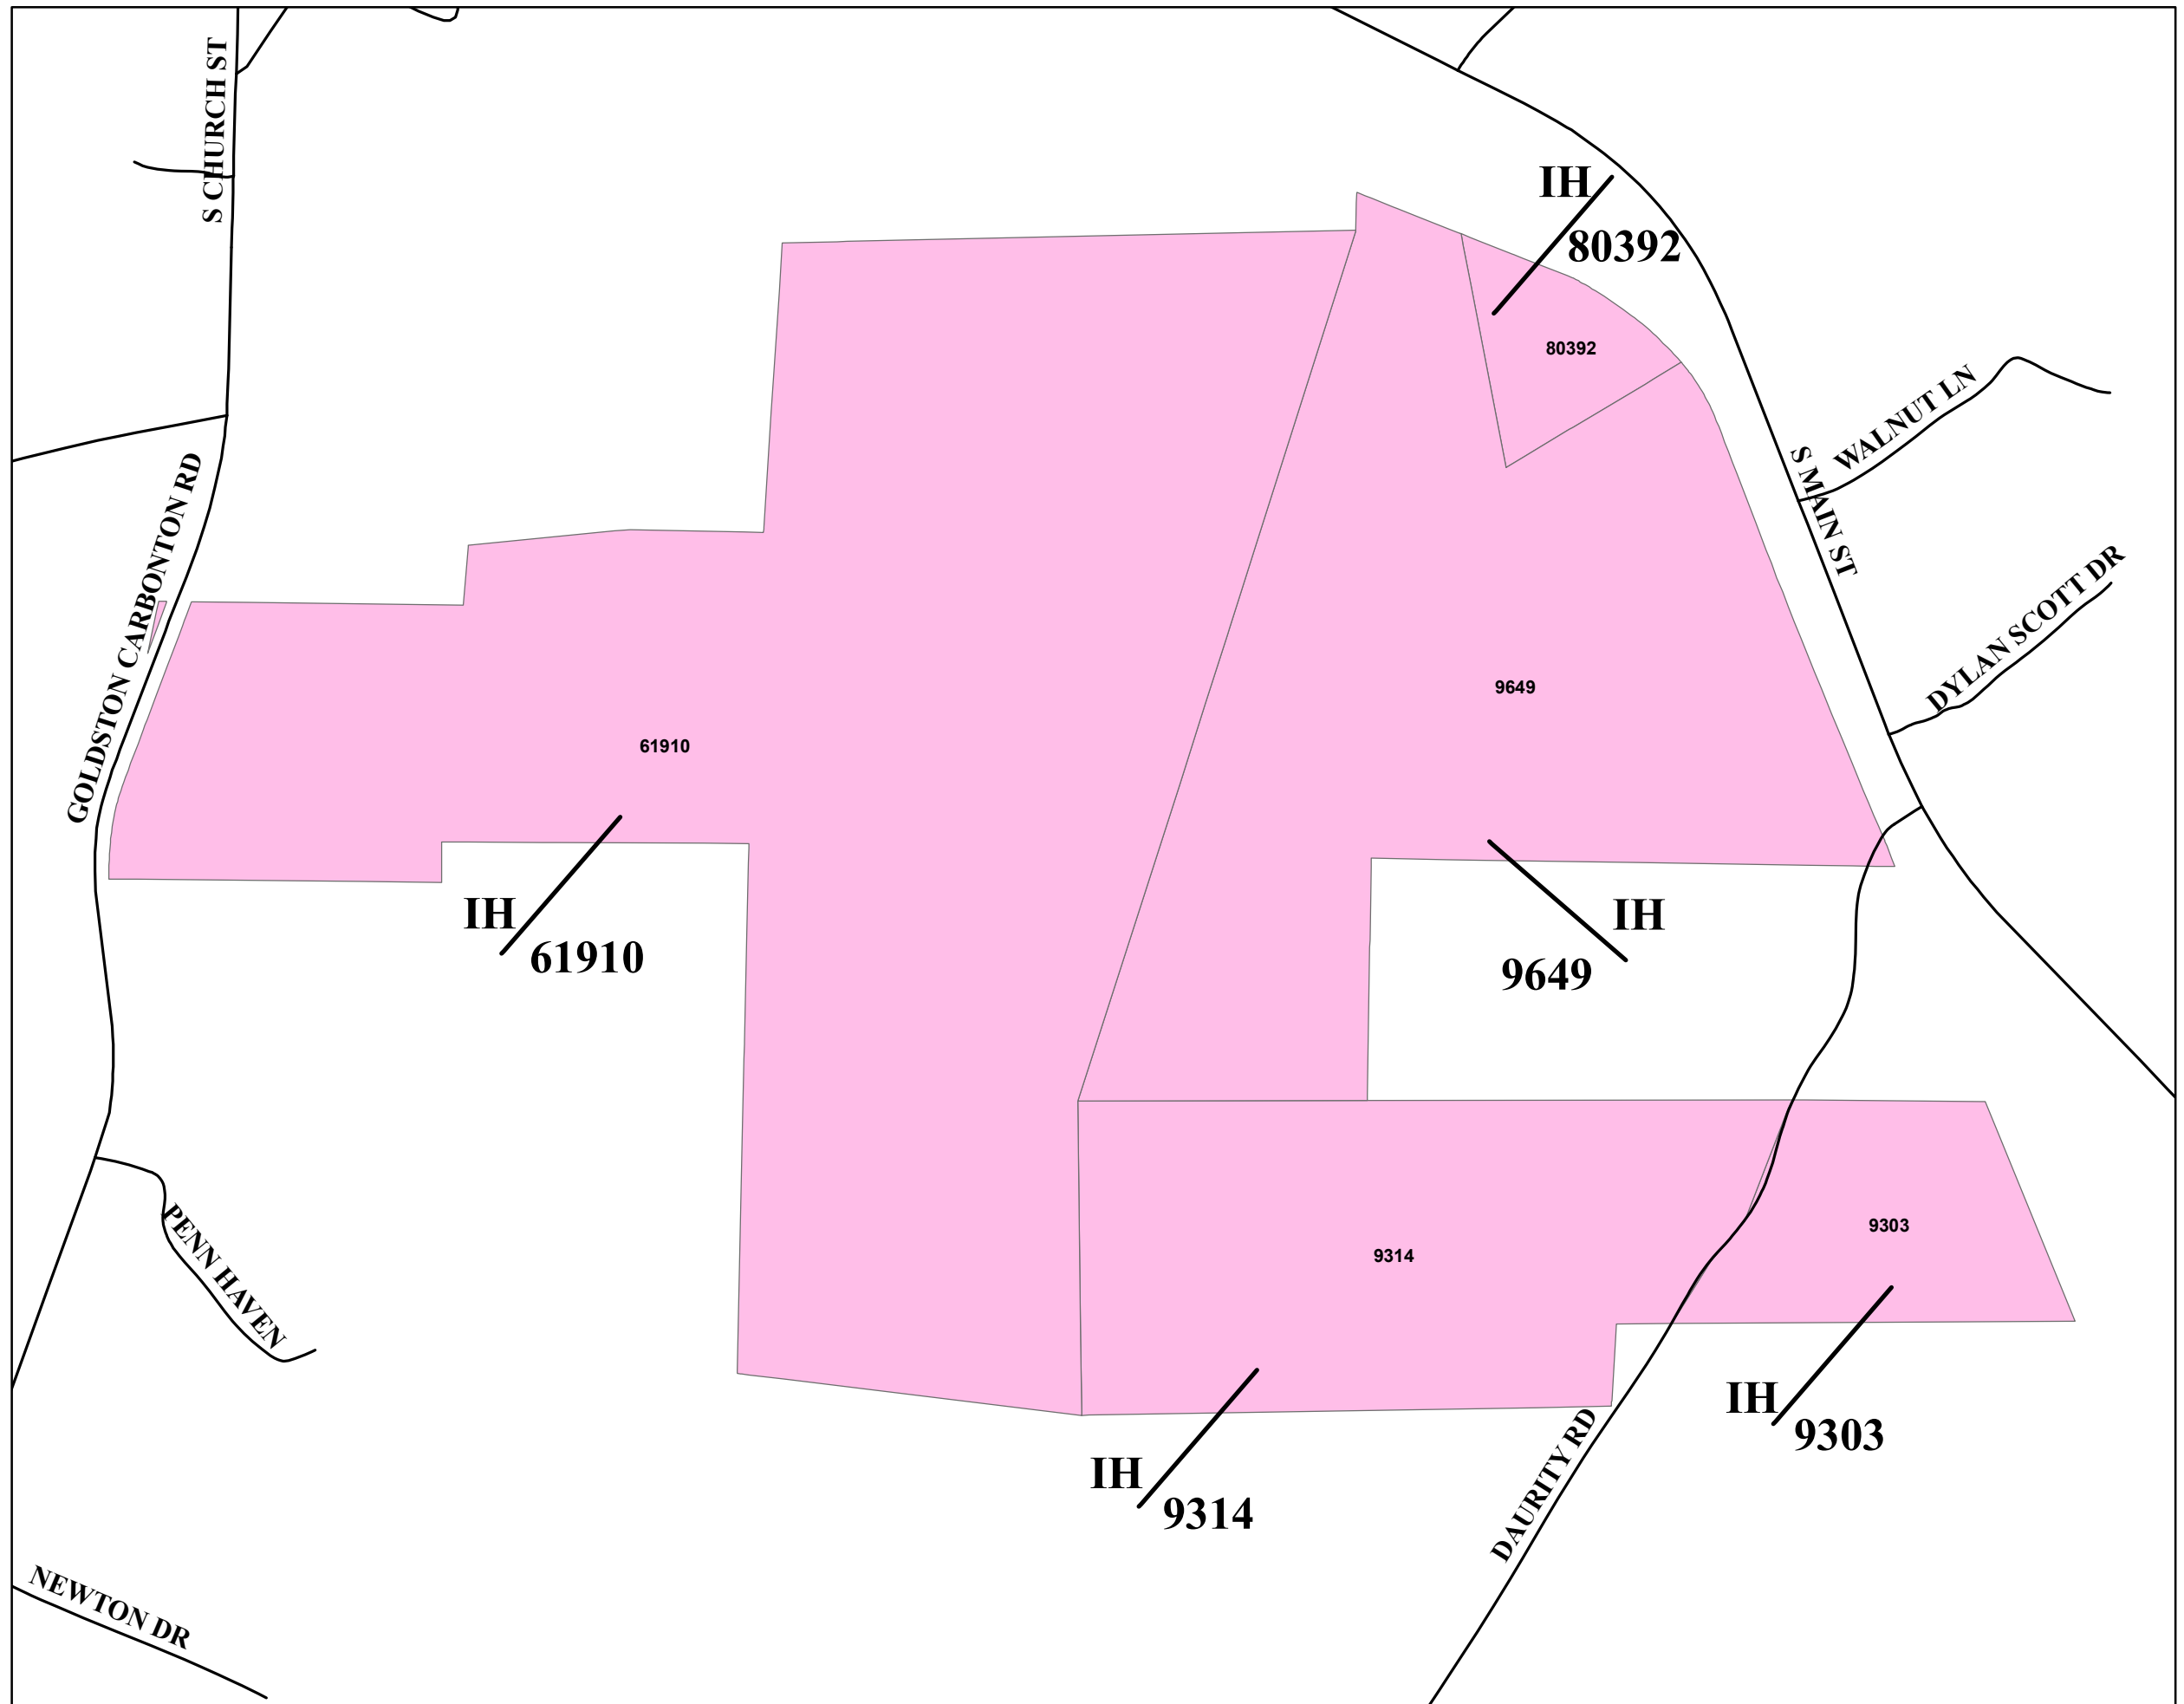 S CHURCH ST
IH
80392
80392
WALNUT LN
S MAIN ST
GOLDSTON CARBONTON RD
DYLAN SCOTT DR
9649
61910
IH
61910
IH
9649
PENN HAVEN
9303
9314
IH
9303
IH
9314
DAURITY RD
NEWTON DR